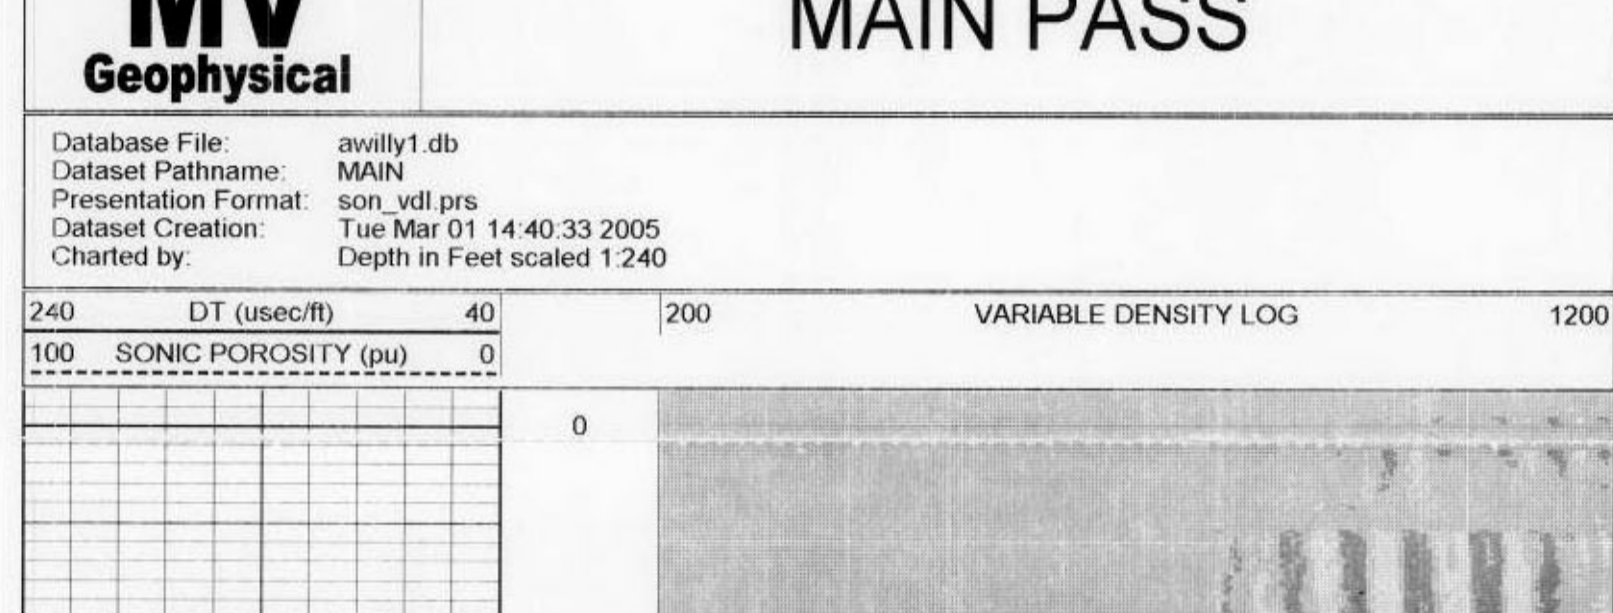 MV
MAIN PASS
Geophysical
Database File: awilly1.db
Dataset Pathname: MAIN
Presentation Format: son_vdl.prs
Dataset Creation: Tue Mar 01 14:40:33 2005
Charted by: Depth in Feet scaled 1:240
240 DT (usec/ft) 40 200 VARIABLE DENSITY LOG 1200
100 SONIC POROSITY (pu) 0
0